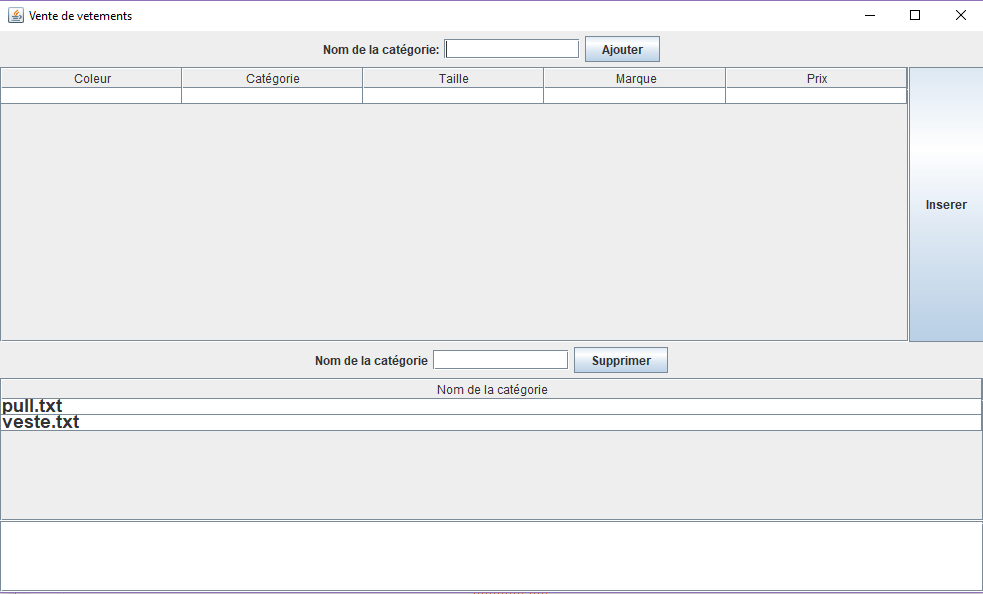 Vente de vetements
Nom de la catégorie: Ajouter
Coleur Catégorie Taille Marque Prix
Inserer
Nom de la catégorie Supprimer
Nom de la catégorie
pull.txt
veste.txt